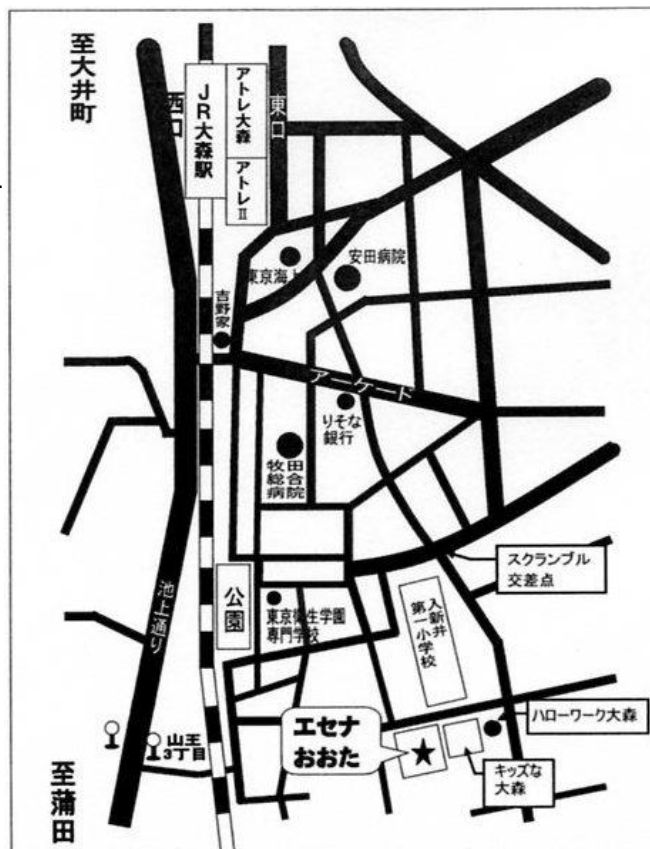 至大井町
西口
JR大森駅
アトレ大森
アトレⅡ
東口
東京海上
安田病院
吉野家
アーケード
りそな
銀行
牧田
総合
病院
スクランブル
交差点
公園
東京衛生学園
専門学校
入新井
第一小学校
池上通り
エセナ
おおた
ハローワーク大森
キッズな
大森
山王
3丁目
至蒲田